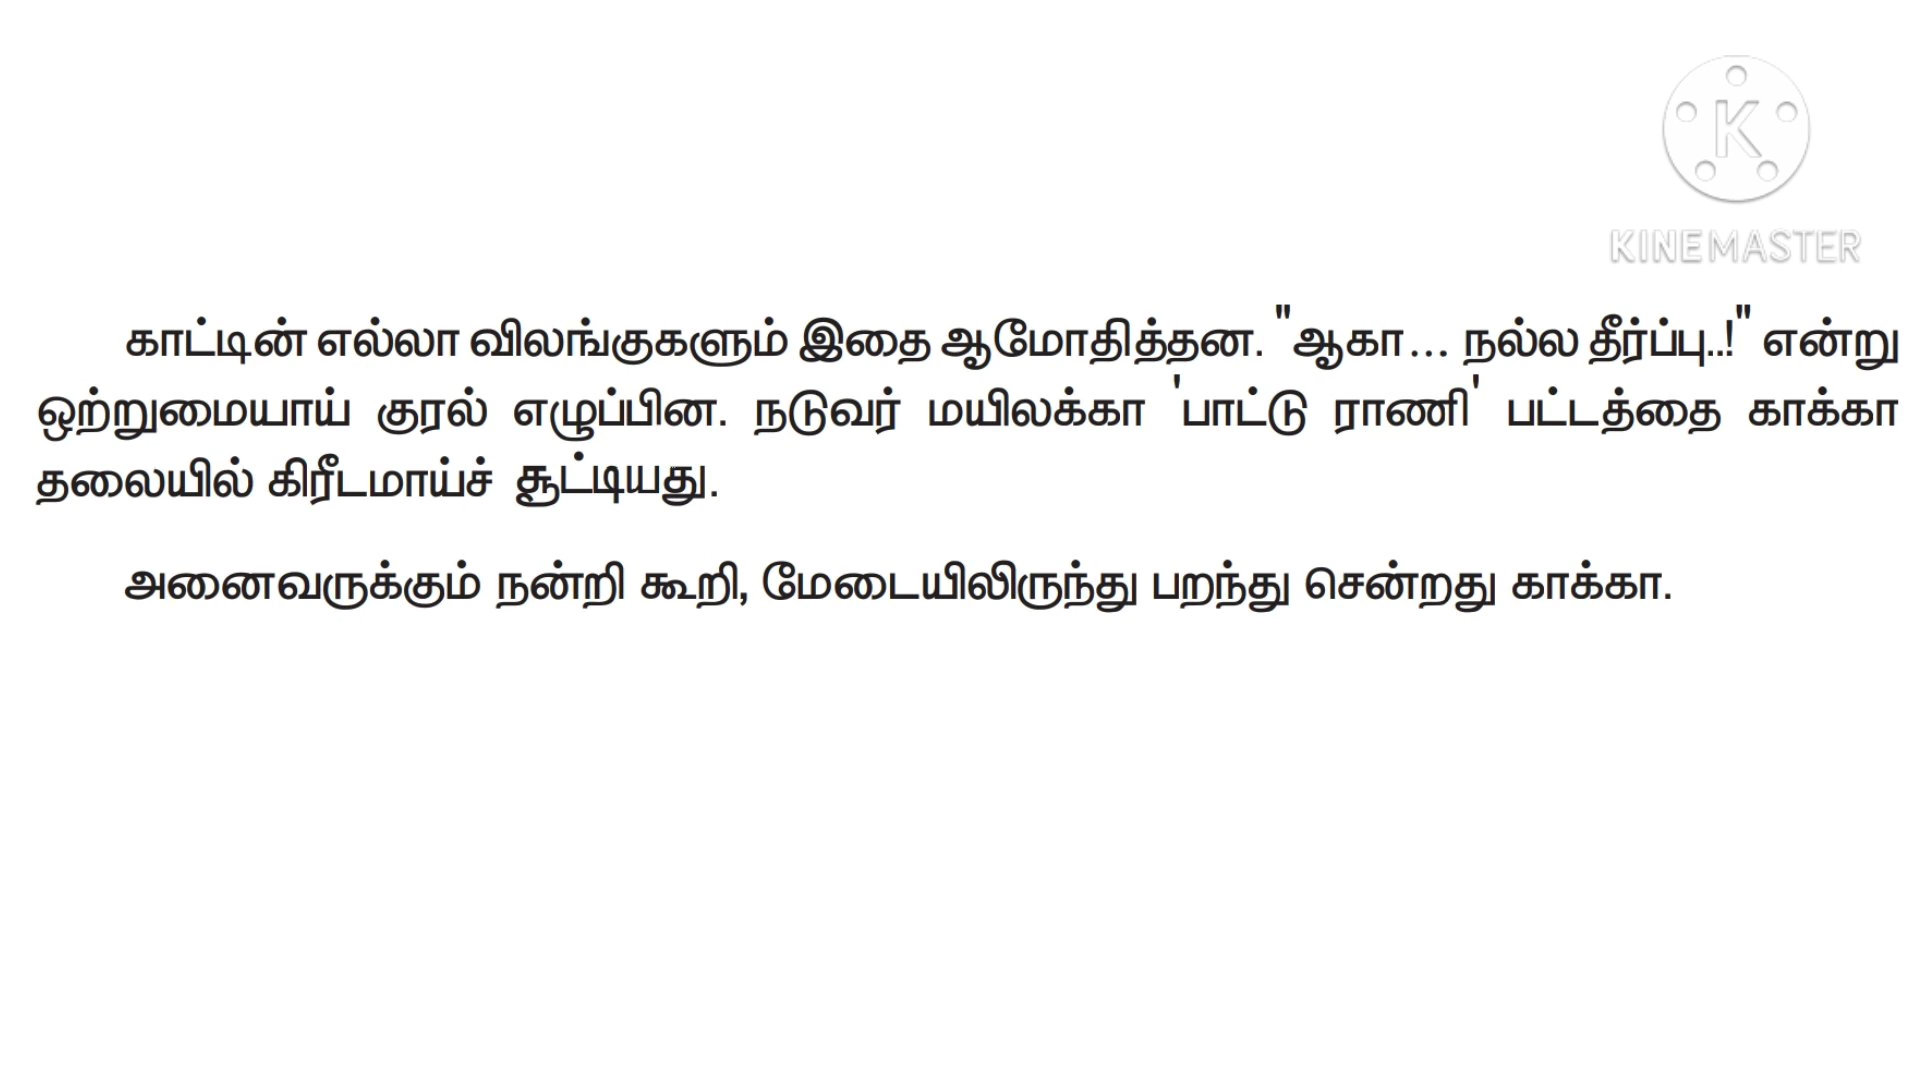 KINEMASTER
காட்டின் எல்லா விலங்குகளும் இதை ஆமோதித்தன. "ஆகா... நல்ல தீர்ப்பு..!" என்று
ஒற்றுமையாய் குரல் எழுப்பின. நடுவர் மயிலக்கா 'பாட்டு ராணி' பட்டத்தை காக்கா
தலையில் கிரீடமாய்ச் சூட்டியது.
அனைவருக்கும் நன்றி கூறி, மேடையிலிருந்து பறந்து சென்றது காக்கா.